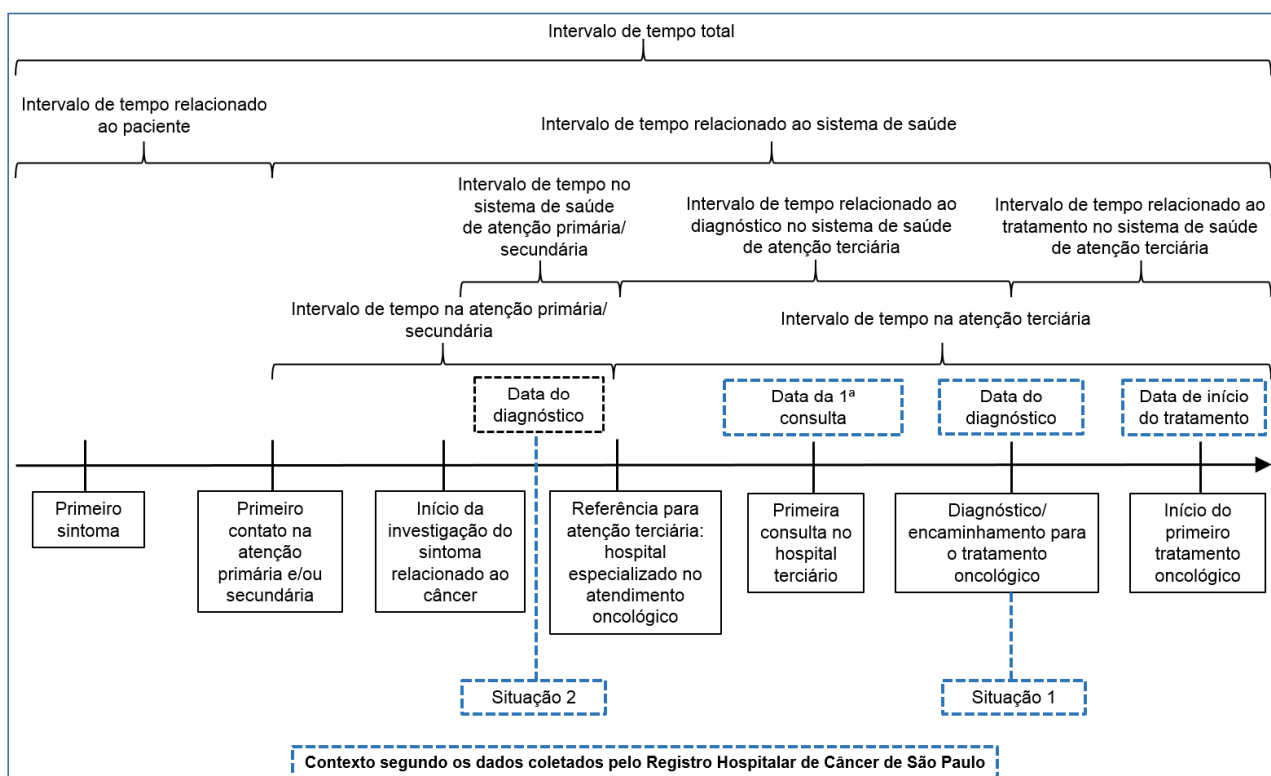 Intervalo de tempo total
Intervalo de tempo relacionado
ao paciente
Intervalo de tempo relacionado ao sistema de saúde
Intervalo de tempo no
sistema de saúde
de atenção primária/
secundária
Intervalo de tempo relacionado ao
diagnóstico no sistema de saúde
de atenção terciária
Intervalo de tempo relacionado ao
tratamento no sistema de saúde
de atenção terciária
Intervalo de tempo na atenção primária/
secundária
Intervalo de tempo na atenção terciária
Data do
diagnóstico
Data da 1ª
consulta
Data do
diagnóstico
Data de início
do tratamento
Primeiro
sintoma
Primeiro
contato na
atenção
primária e/ou
secundária
Início da
investigação do
sintoma
relacionado ao
câncer
Referência para
atenção terciária:
hospital
especializado no
atendimento
oncológico
Primeira
consulta no
hospital
terciário
Diagnóstico/
encaminhamento para
o tratamento
oncológico
Início do
primeiro
tratamento
oncológico
Situação 2
Situação 1
Contexto segundo os dados coletados pelo Registro Hospitalar de Câncer de São Paulo